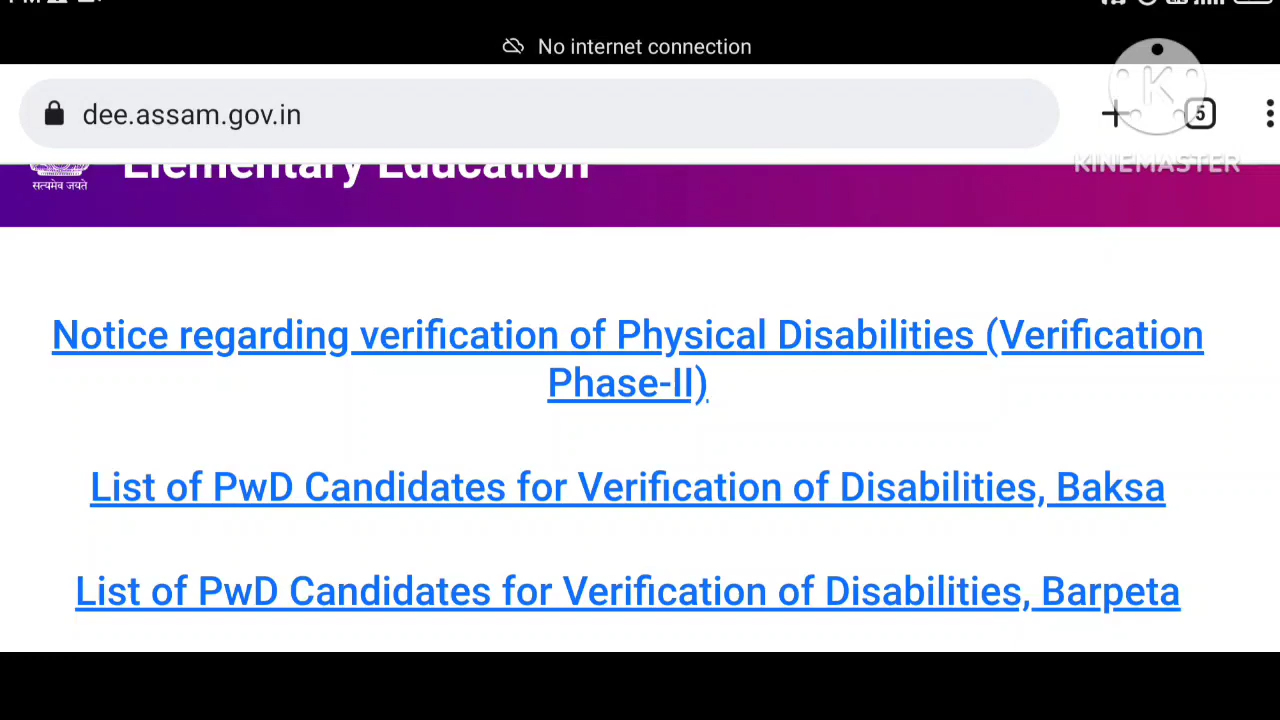 No internet connection
dee.assam.gov.in
5
K
KINEMASTER
Elementary Education
सत्यमेव जयते
Notice regarding verification of Physical Disabilities (Verification
Phase-II)
List of PwD Candidates for Verification of Disabilities, Baksa
List of PwD Candidates for Verification of Disabilities, Barpeta